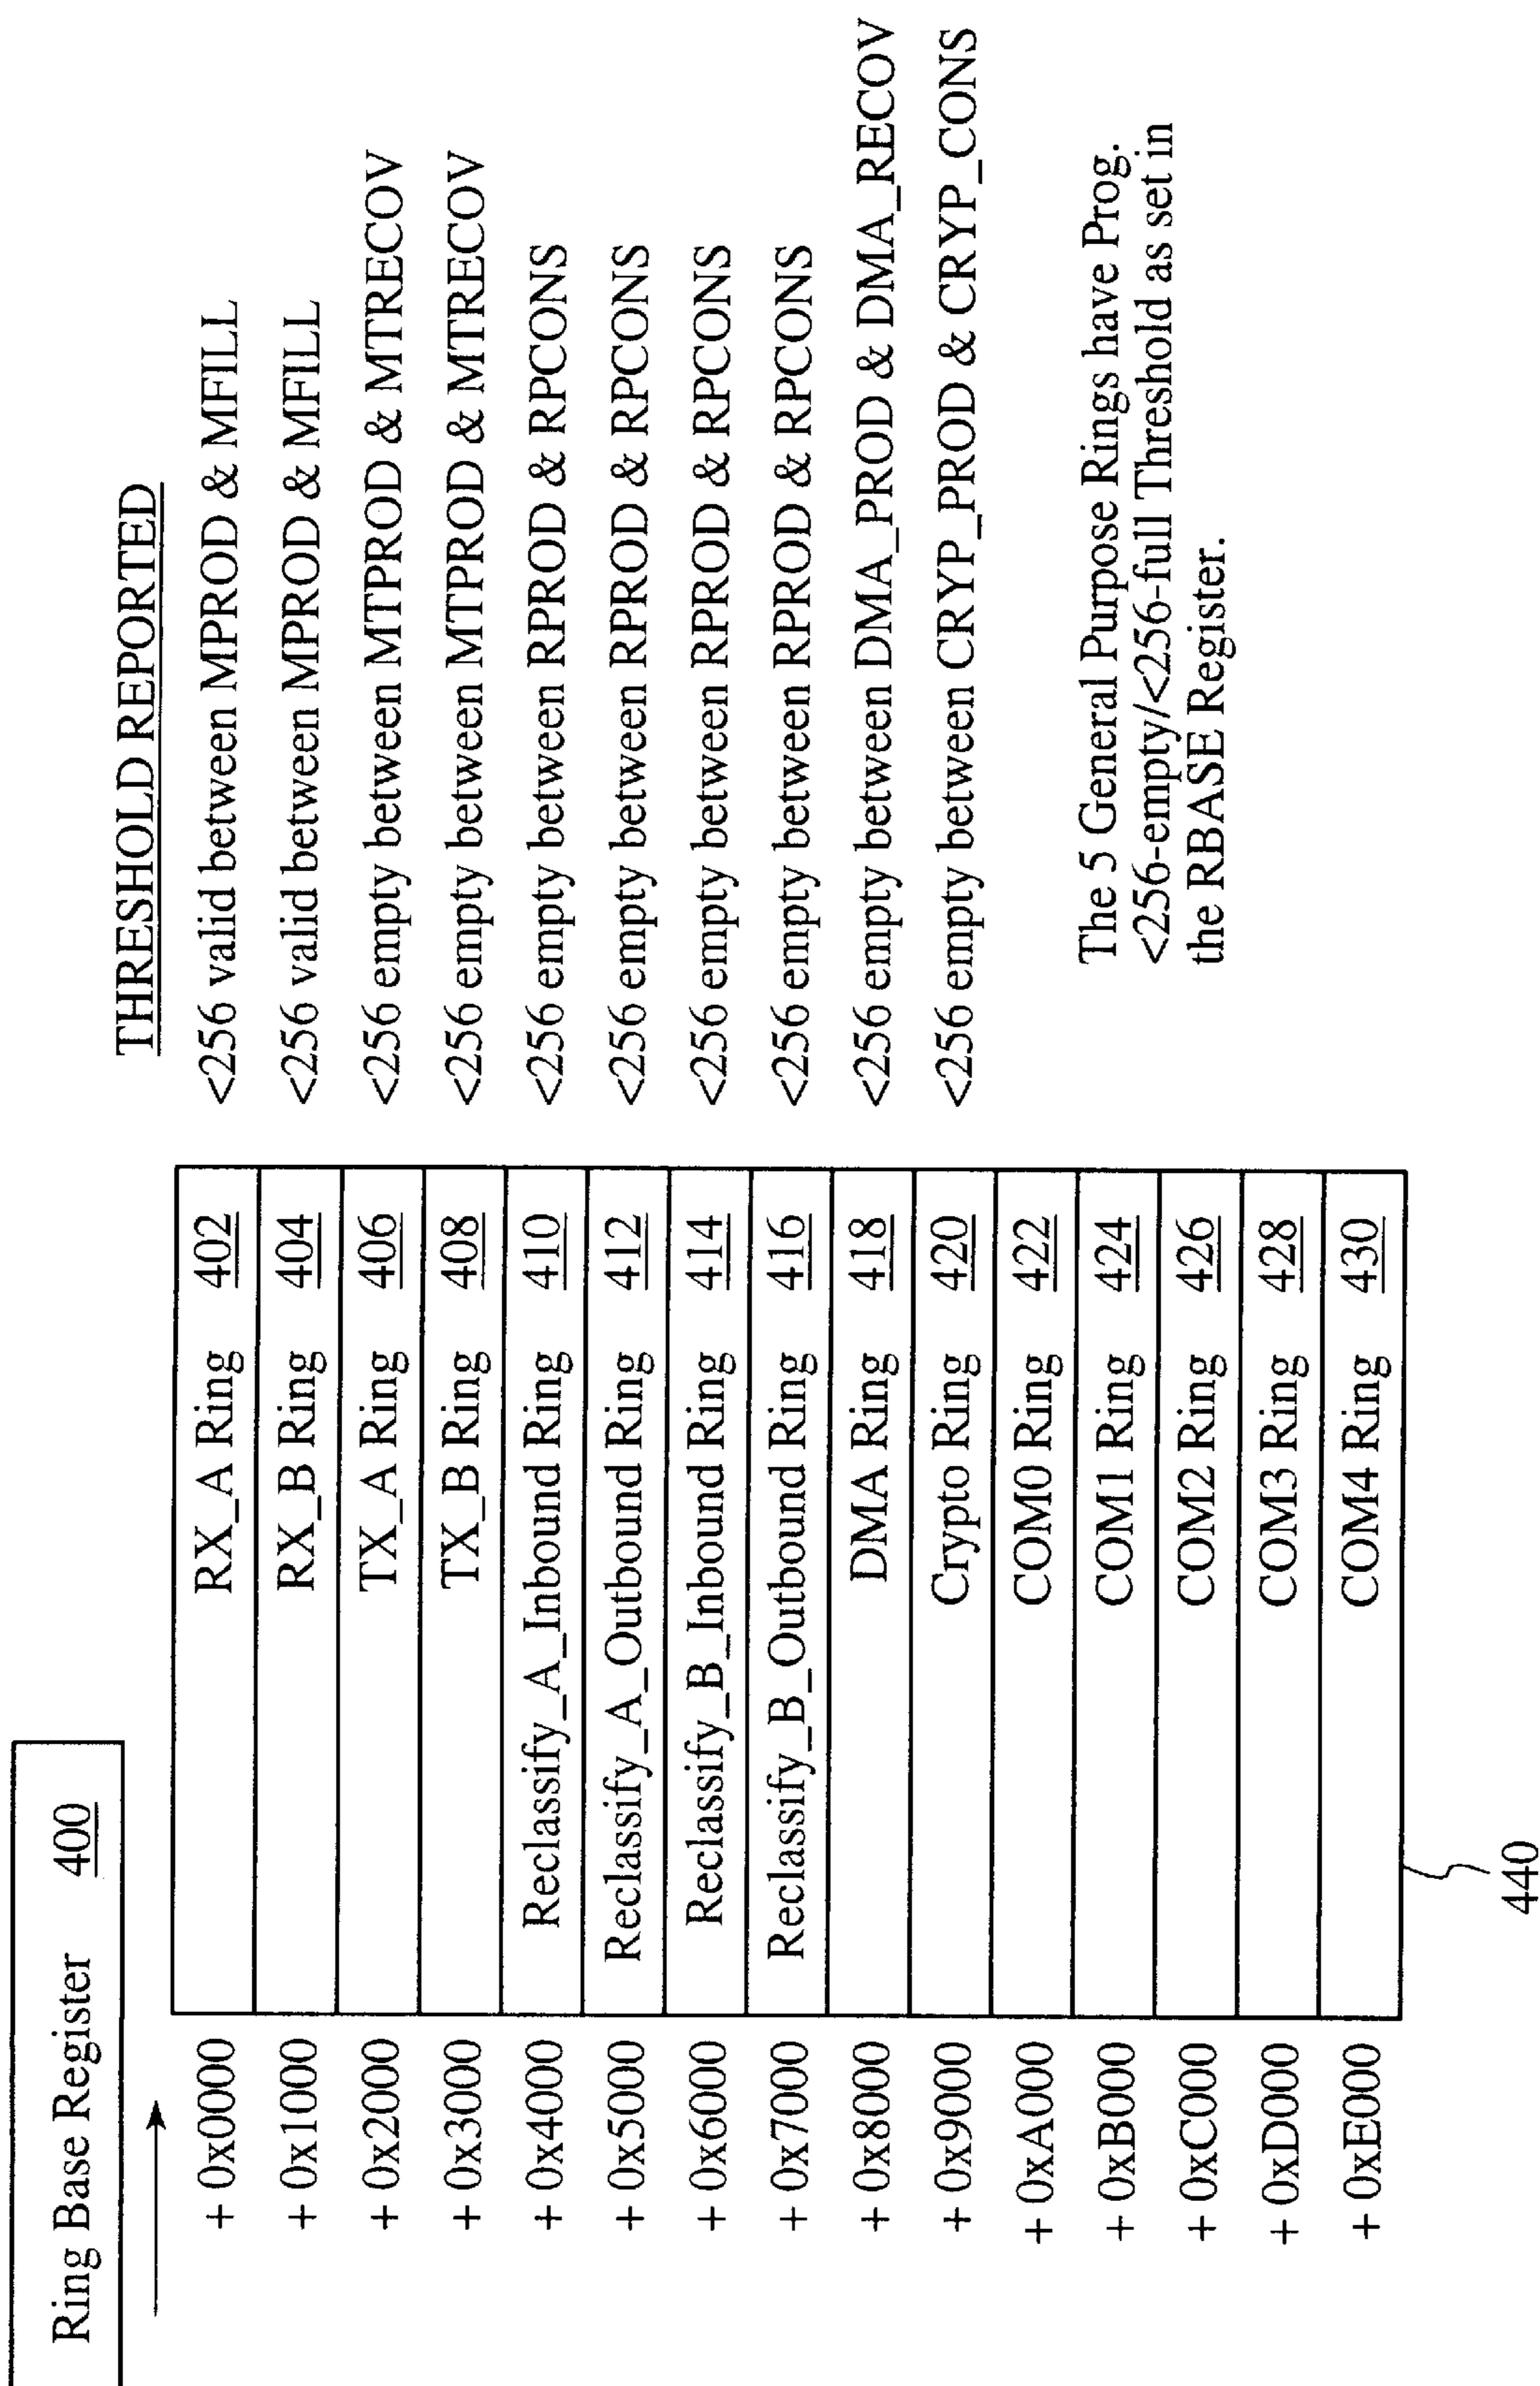 Ring Base Register 400
THRESHOLD REPORTED
+ 0x0000 RX_A Ring 402 <256 valid between MPROD & MFILL
+ 0x1000 RX_B Ring 404 <256 valid between MPROD & MFILL
+ 0x2000 TX_A Ring 406 <256 empty between MTPROD & MTRECOV
+ 0x3000 TX_B Ring 408 <256 empty between MTPROD & MTRECOV
+ 0x4000 Reclassify_A_Inbound Ring 410 <256 empty between RPROD & RPCONS
+ 0x5000 Reclassify_A_Outbound Ring 412 <256 empty between RPROD & RPCONS
+ 0x6000 Reclassify_B_Inbound Ring 414 <256 empty between RPROD & RPCONS
+ 0x7000 Reclassify_B_Outbound Ring 416 <256 empty between RPROD & RPCONS
+ 0x8000 DMA Ring 418 <256 empty between DMA_PROD & DMA_RECOV
+ 0x9000 Crypto Ring 420 <256 empty between CRYP_PROD & CRYP_CONS
+ 0xA000 COM0 Ring 422
+ 0xB000 COM1 Ring 424
+ 0xC000 COM2 Ring 426
+ 0xD000 COM3 Ring 428
+ 0xE000 COM4 Ring 430
The 5 General Purpose Rings have Prog.
<256-empty/<256-full Threshold as set in
the RBASE Register.
440